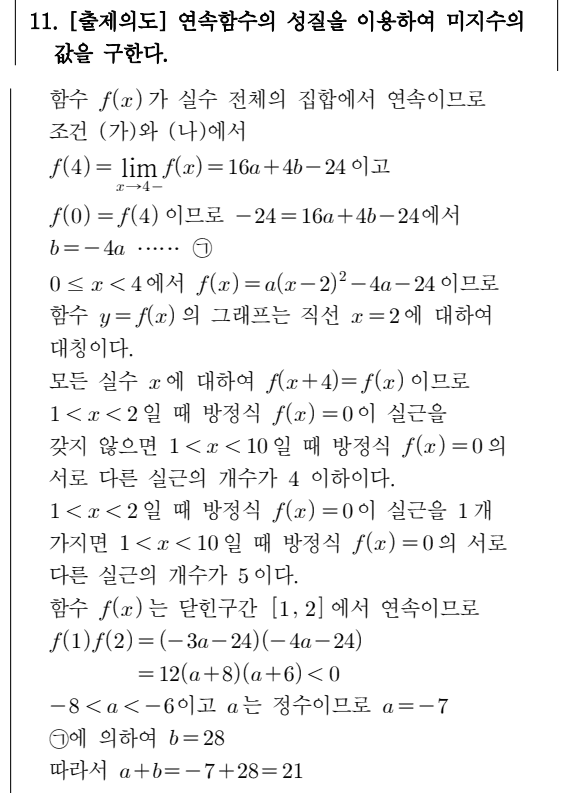 11. [출제의도] 연속함수의 성질을 이용하여 미지수의
값을 구한다.
함수 f(x)가 실수 전체의 집합에서 연속이므로
조건 (가)와 (나)에서
f(4)=lim_{x→4-} f(x)=16a+4b-24이고
f(0)=f(4)이므로 -24=16a+4b-24에서
b=-4a ⋯⋯ ㉠
0≤x<4에서 f(x)=a(x-2)²-4a-24이므로
함수 y=f(x)의 그래프는 직선 x=2에 대하여
대칭이다.
모든 실수 x에 대하여 f(x+4)=f(x)이므로
1<x<2일 때 방정식 f(x)=0이 실근을
갖지 않으면 1<x<10일 때 방정식 f(x)=0의
서로 다른 실근의 개수가 4 이하이다.
1<x<2일 때 방정식 f(x)=0이 실근을 1개
가지면 1<x<10일 때 방정식 f(x)=0의 서로
다른 실근의 개수가 5이다.
함수 f(x)는 닫힌구간 [1, 2]에서 연속이므로
f(1)f(2)=(-3a-24)(-4a-24)
=12(a+8)(a+6)<0
-8<a<-6이고 a는 정수이므로 a=-7
㉠에 의하여 b=28
따라서 a+b=-7+28=21